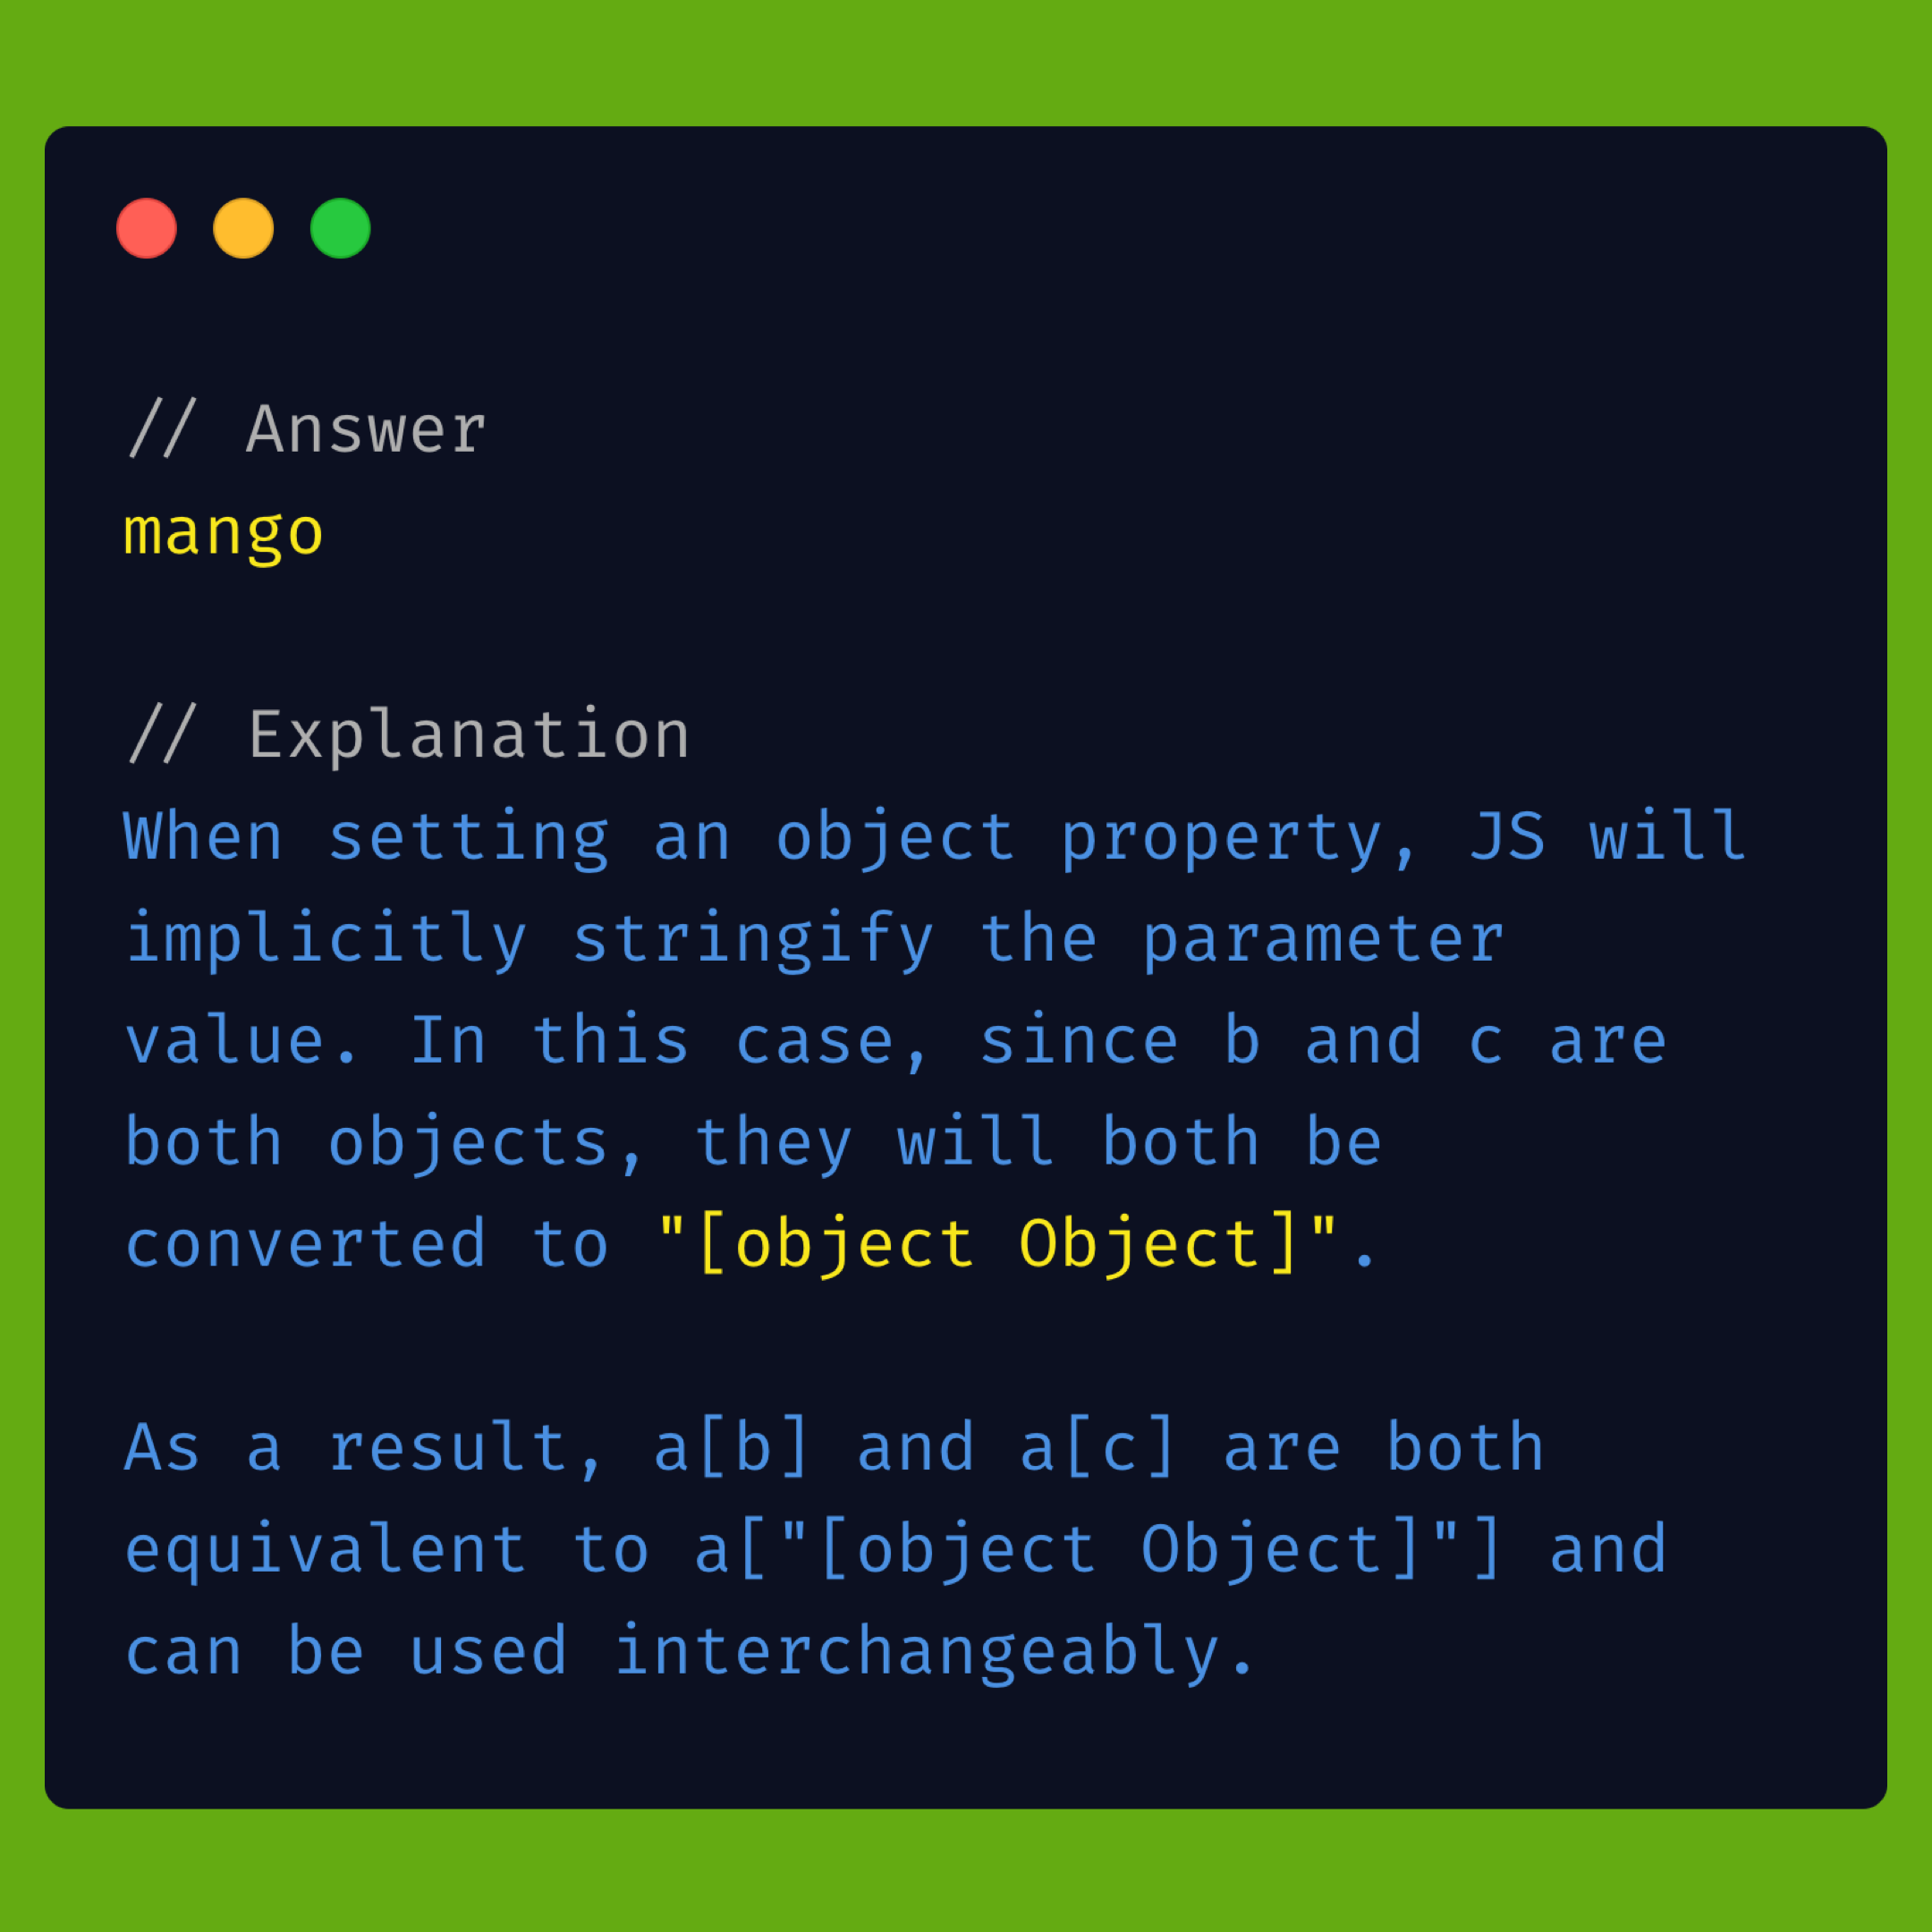 // Answer
mango
// Explanation
When setting an object property, JS will
implicitly stringify the parameter
value. In this case, since b and c are
both objects, they will both be
converted to "[object Object]".
As a result, a[b] and a[c] are both
equivalent to a["[object Object]"] and
can be used interchangeably.